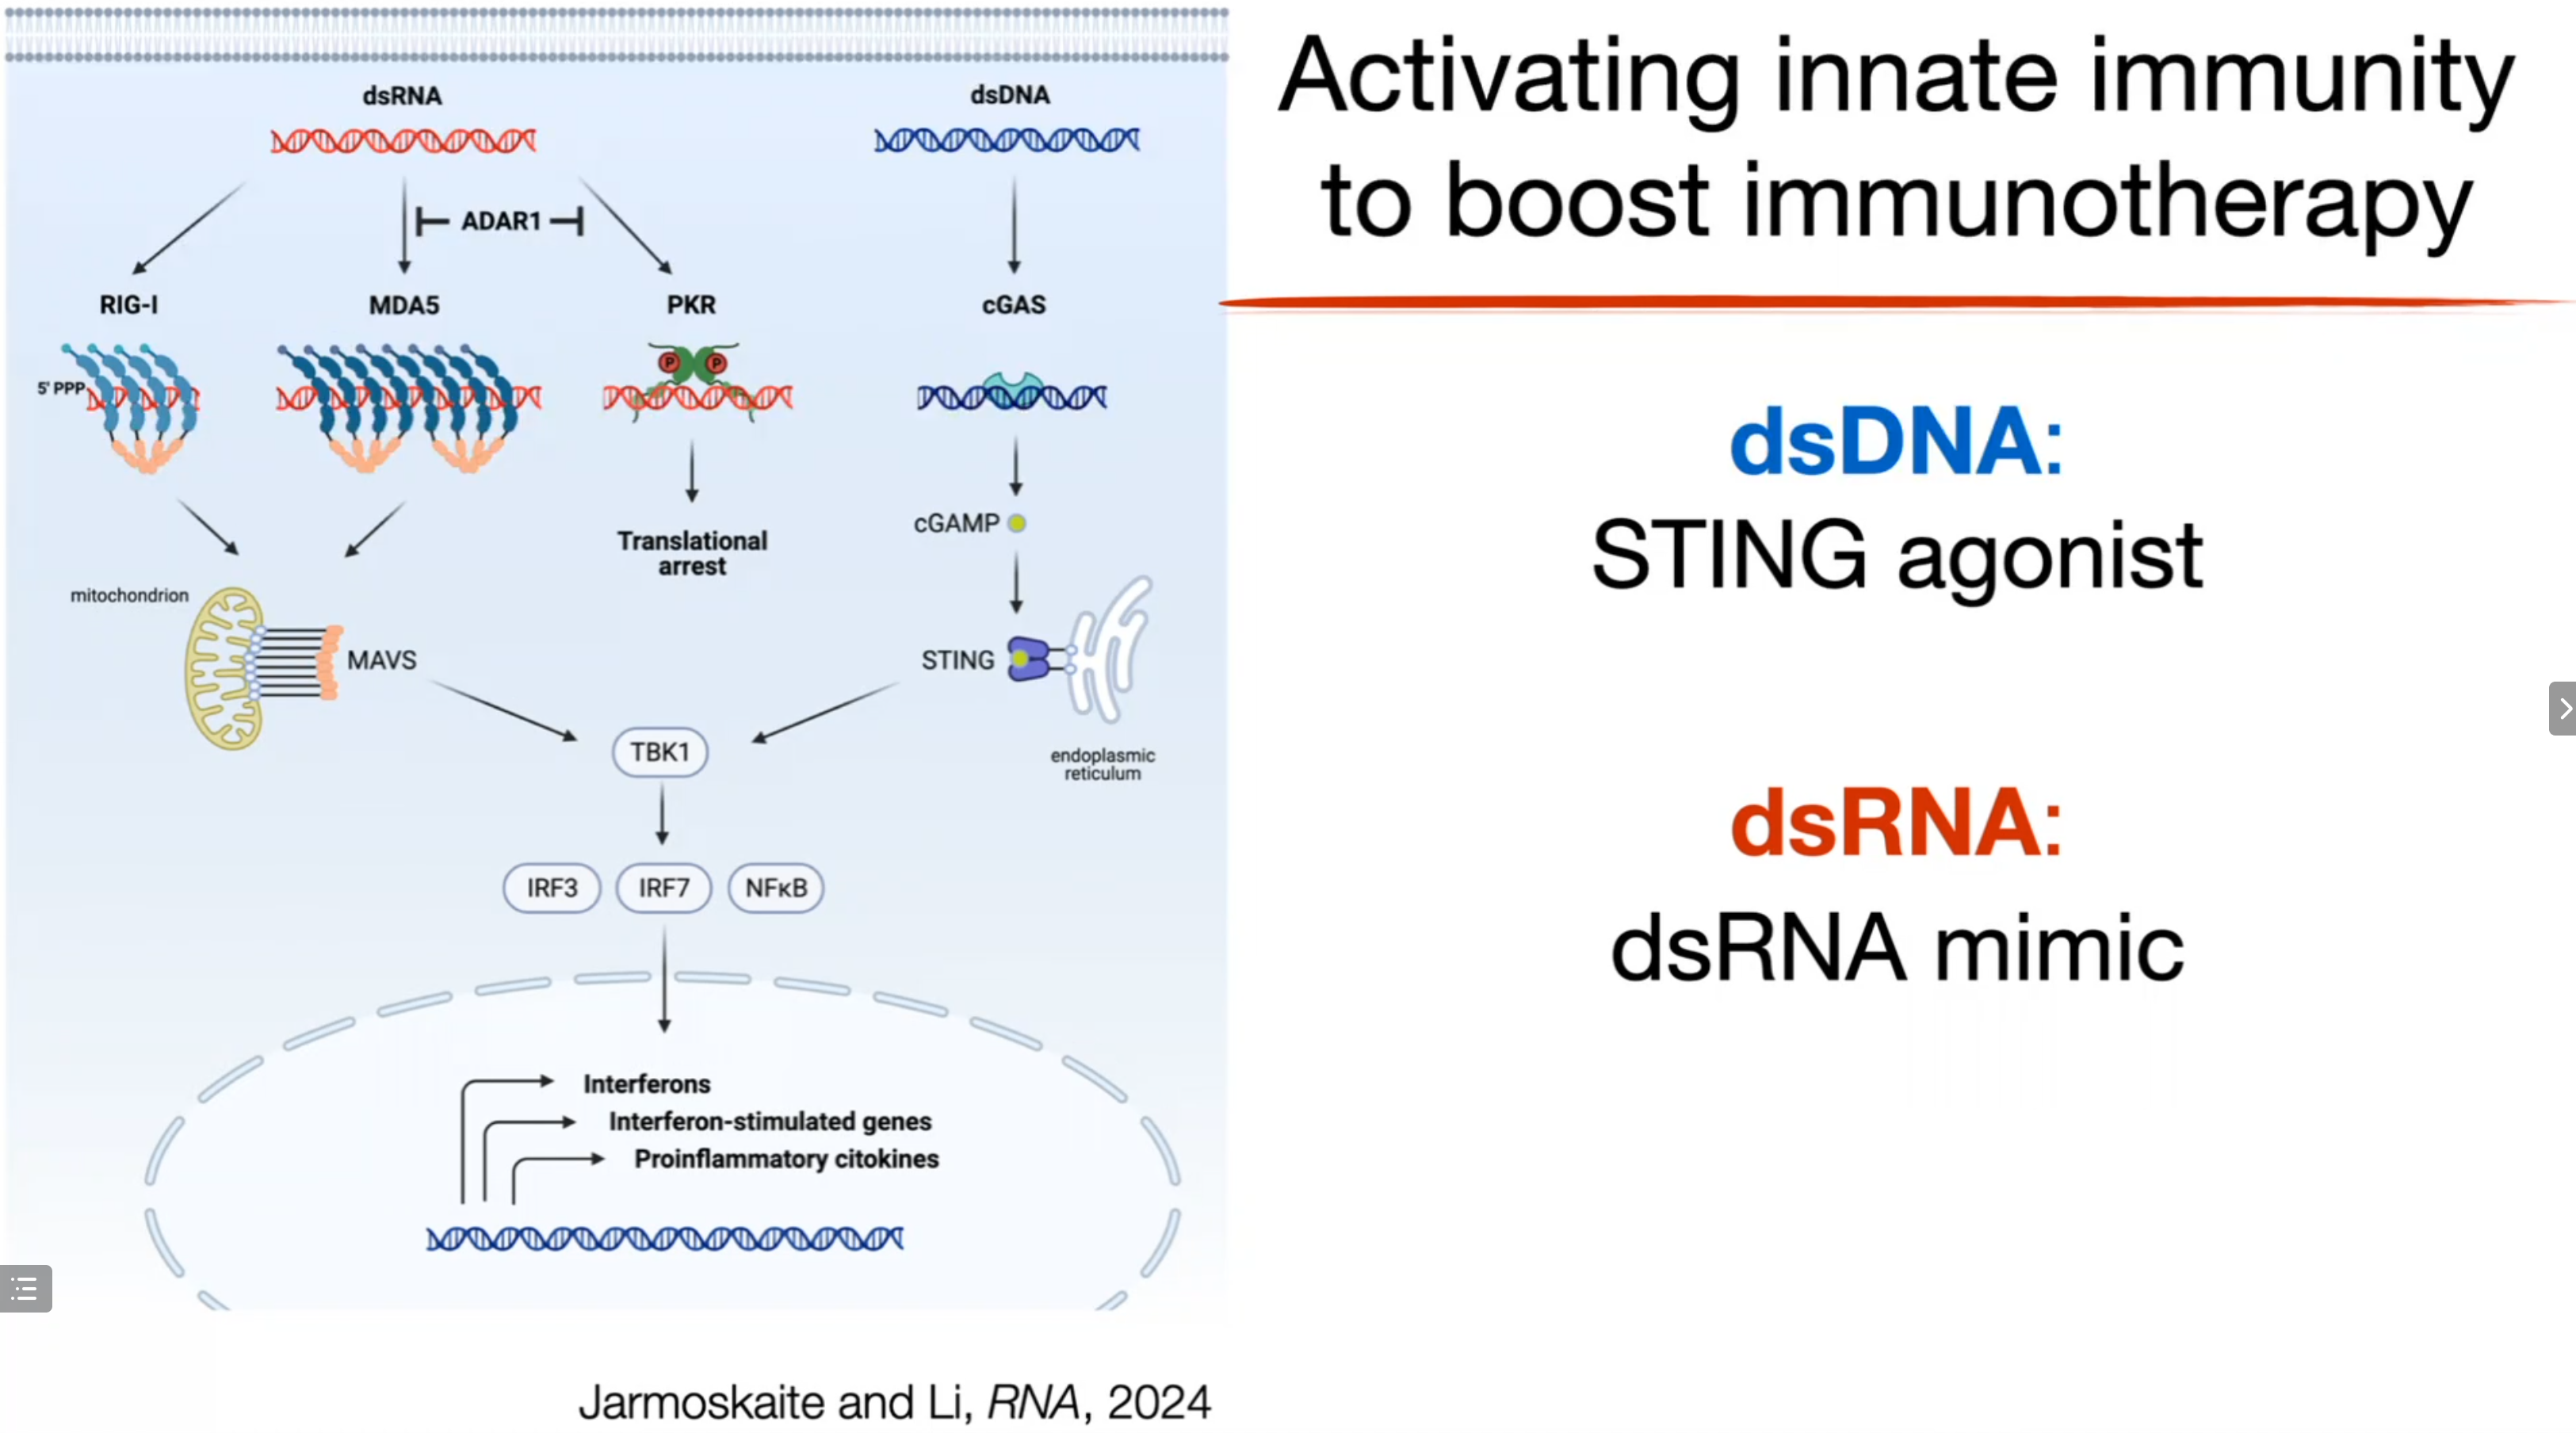 Activating innate immunity
to boost immunotherapy
dsRNA
dsDNA
ADAR1
RIG-I
MDA5
PKR
cGAS
5' PPP
P
P
cGAMP
Translational
arrest
mitochondrion
MAVS
STING
TBK1
endoplasmic
reticulum
IRF3
IRF7
NFκB
Interferons
Interferon-stimulated genes
Proinflammatory citokines
dsDNA:
STING agonist
dsRNA:
dsRNA mimic
Jarmoskaite and Li, RNA, 2024